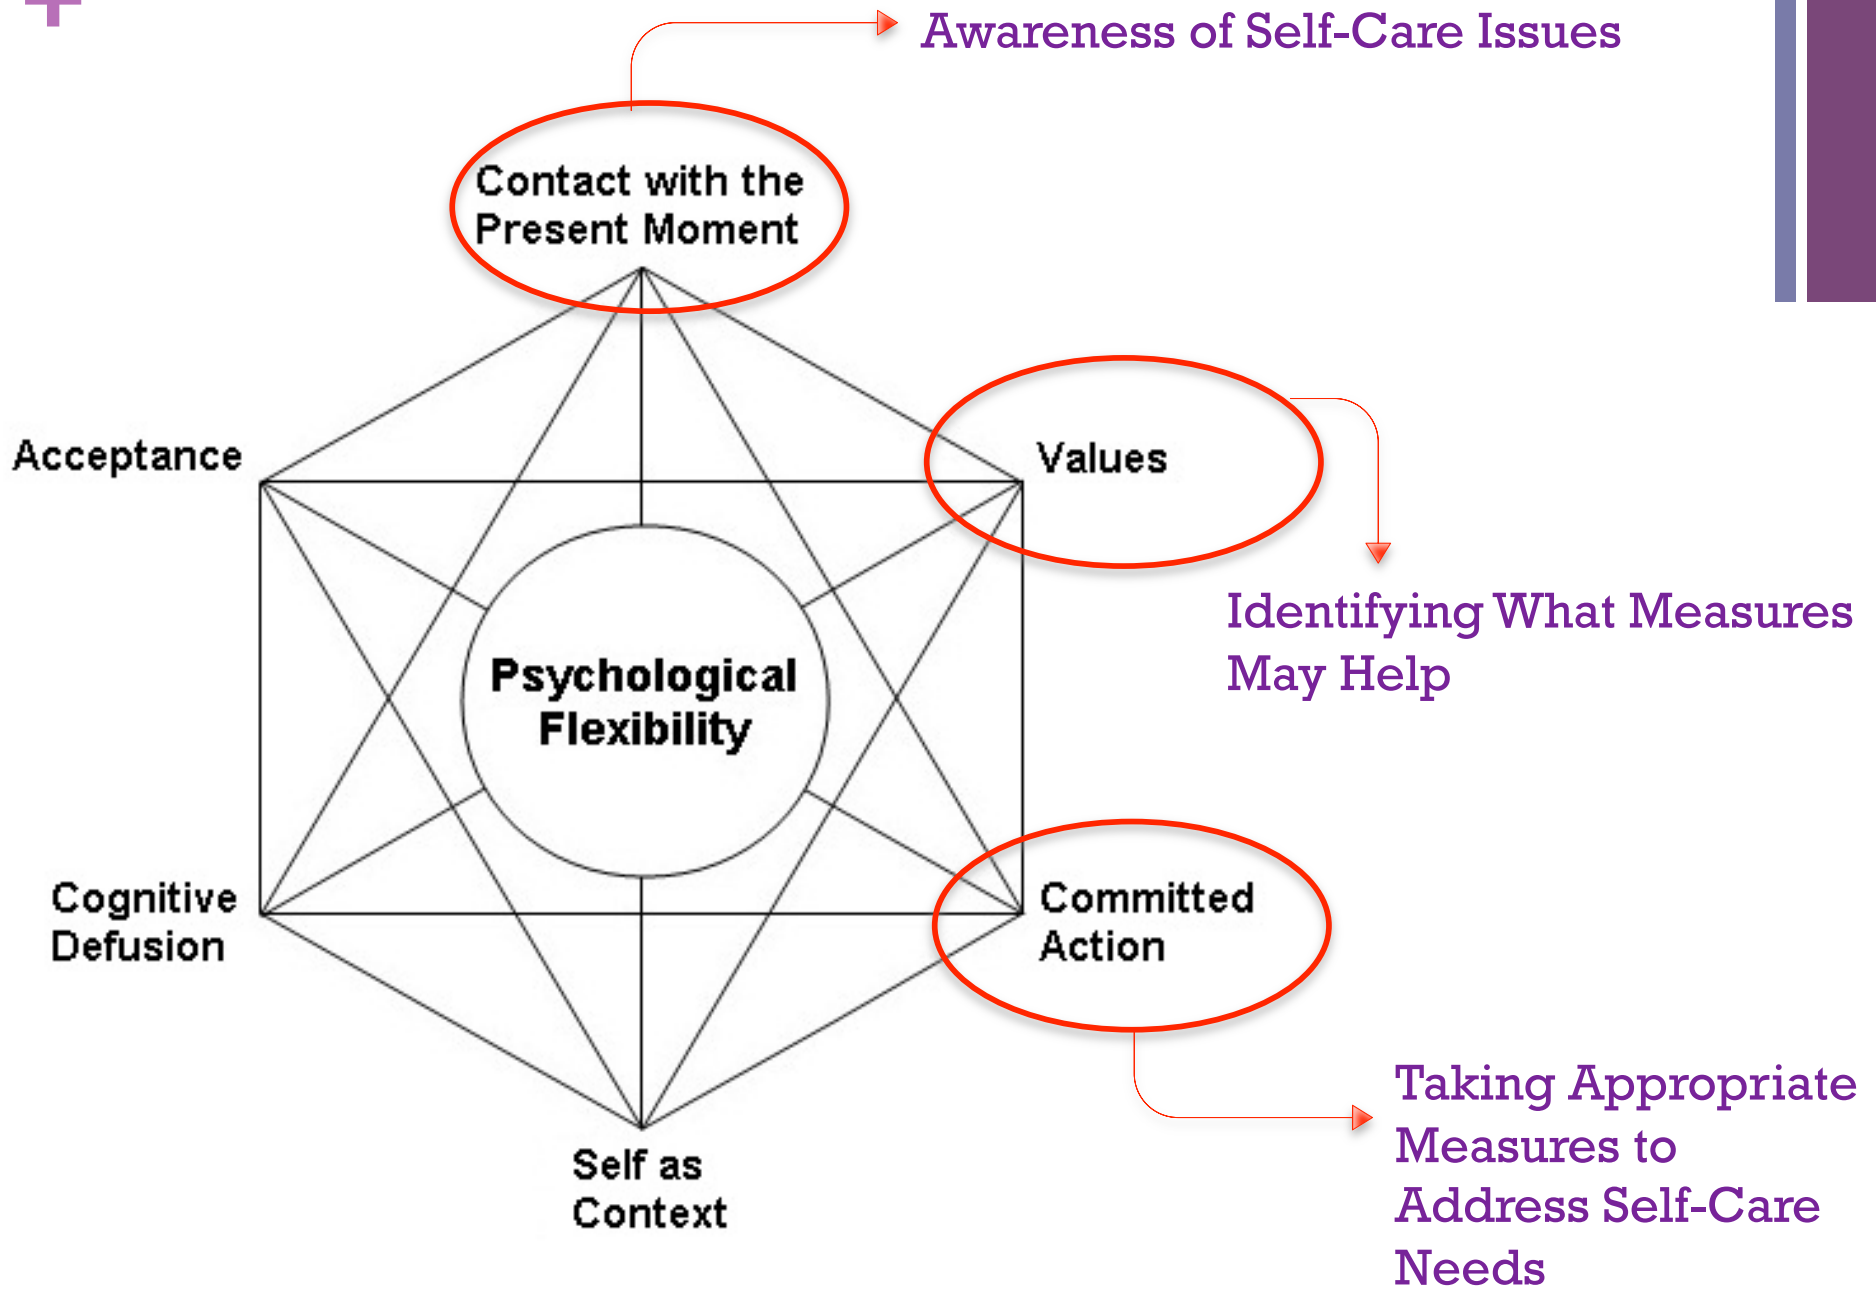 Awareness of Self-Care Issues
Contact with the
Present Moment
Acceptance
Values
Identifying What Measures
May Help
Psychological
Flexibility
Cognitive
Defusion
Committed
Action
Taking Appropriate
Measures to
Address Self-Care
Needs
Self as
Context